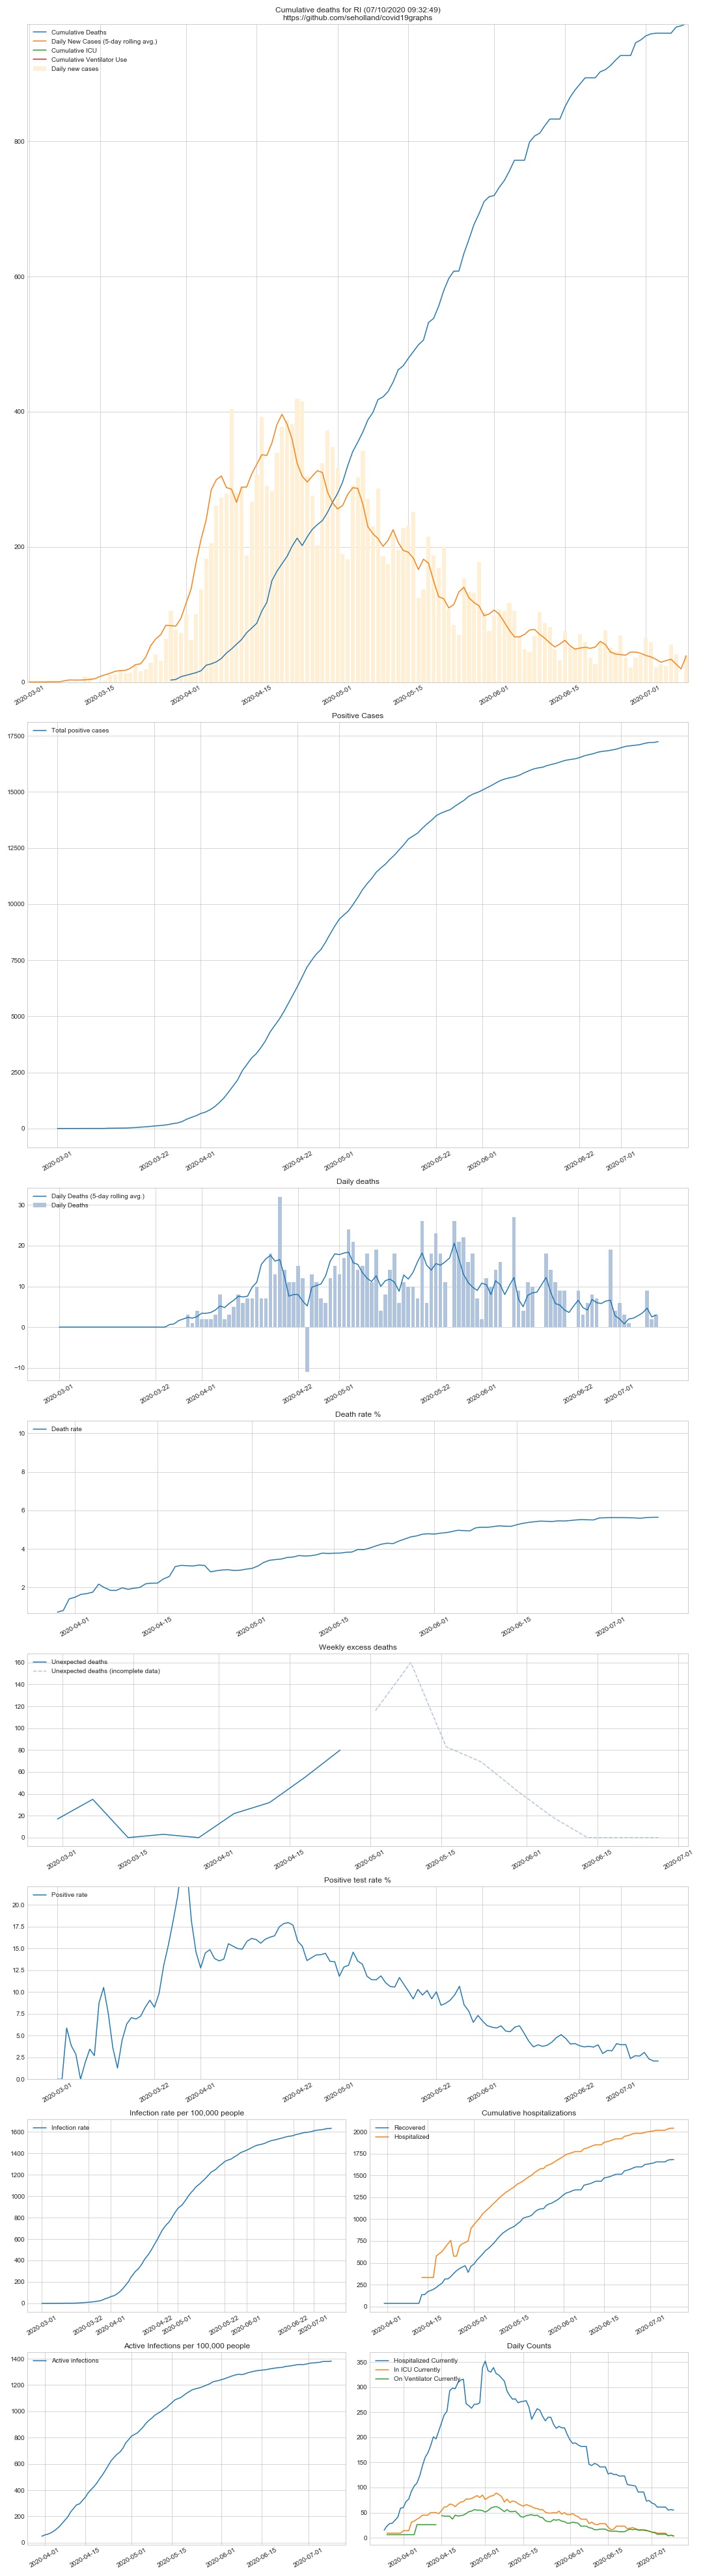 Cumulative deaths for RI (07/10/2020 09:32:49)
https://github.com/seholland/covid19graphs
Cumulative Deaths
Daily New Cases (5-day rolling avg.)
Cumulative ICU
Cumulative Ventilator Use
Daily new cases
800
600
400
200
0
2020-03-01 2020-03-15 2020-04-01 2020-04-15 2020-05-01 2020-05-15 2020-06-01 2020-06-15 2020-07-01
Positive Cases
Total positive cases
17500
15000
12500
10000
7500
5000
2500
0
2020-03-01 2020-03-22 2020-04-01 2020-04-22 2020-05-01 2020-05-22 2020-06-01 2020-06-22 2020-07-01
Daily deaths
Daily Deaths (5-day rolling avg.)
Daily Deaths
30
20
10
0
−10
2020-03-01 2020-03-22 2020-04-01 2020-04-22 2020-05-01 2020-05-22 2020-06-01 2020-06-22 2020-07-01
Death rate %
Death rate
10
8
6
4
2
2020-04-01 2020-04-15 2020-05-01 2020-05-15 2020-06-01 2020-06-15 2020-07-01
Weekly excess deaths
Unexpected deaths
Unexpected deaths (incomplete data)
160
140
120
100
80
60
40
20
0
2020-03-01 2020-03-15 2020-04-01 2020-04-15 2020-05-01 2020-05-15 2020-06-01 2020-06-15 2020-07-01
Positive test rate %
Positive rate
20.0
17.5
15.0
12.5
10.0
7.5
5.0
2.5
0.0
2020-03-01 2020-03-22 2020-04-01 2020-04-22 2020-05-01 2020-05-22 2020-06-01 2020-06-22 2020-07-01
Infection rate per 100,000 people
Infection rate
1600
1400
1200
1000
800
600
400
200
0
2020-03-01 2020-03-22 2020-04-01 2020-04-22 2020-05-01 2020-05-22 2020-06-01 2020-06-22 2020-07-01
Cumulative hospitalizations
Recovered
Hospitalized
2000
1750
1500
1250
1000
750
500
250
0
2020-04-01 2020-04-15 2020-05-01 2020-05-15 2020-06-01 2020-06-15 2020-07-01
Active Infections per 100,000 people
Active infections
1400
1200
1000
800
600
400
200
0
2020-04-01 2020-04-15 2020-05-01 2020-05-15 2020-06-01 2020-06-15 2020-07-01
Daily Counts
Hospitalized Currently
In ICU Currently
On Ventilator Currently
350
300
250
200
150
100
50
0
2020-04-01 2020-04-15 2020-05-01 2020-05-15 2020-06-01 2020-06-15 2020-07-01